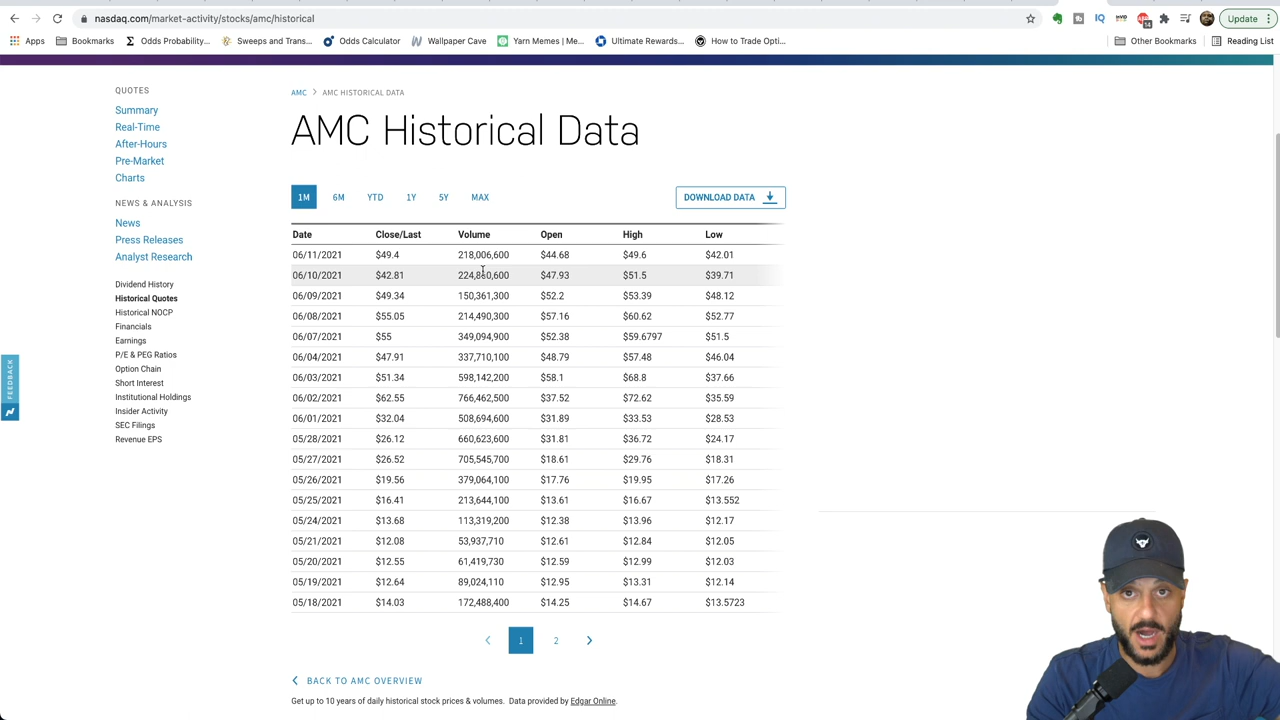 nasdaq.com/market-activity/stocks/amc/historical
Update
Apps Bookmarks Odds Probability... Sweeps and Trans... Odds Calculator Wallpaper Cave Yarn Memes | Me... Ultimate Rewards... How to Trade Opti... Other Bookmarks Reading List
QUOTES
Summary
Real-Time
After-Hours
Pre-Market
Charts
NEWS & ANALYSIS
News
Press Releases
Analyst Research
Dividend History
Historical Quotes
Historical NOCP
Financials
Earnings
P/E & PEG Ratios
Option Chain
Short Interest
Institutional Holdings
Insider Activity
SEC Filings
Revenue EPS
FEEDBACK
AMC > AMC HISTORICAL DATA
AMC Historical Data
1M 6M YTD 1Y 5Y MAX DOWNLOAD DATA
Date Close/Last Volume Open High Low
06/11/2021 $49.4 218,006,600 $44.68 $49.6 $42.01
06/10/2021 $42.81 $47.93 $51.5 $39.71
06/09/2021 $49.34 150,361,300 $52.2 $53.39 $48.12
06/08/2021 $55.05 214,490,300 $57.16 $60.62 $52.77
06/07/2021 $55 349,094,900 $52.38 $59.6797 $51.5
06/04/2021 $47.91 337,710,100 $48.79 $57.48 $46.04
06/03/2021 $51.34 598,142,200 $58.1 $68.8 $37.66
06/02/2021 $62.55 766,462,500 $37.52 $72.62 $35.59
06/01/2021 $32.04 508,694,600 $31.89 $33.53 $28.53
05/28/2021 $26.12 660,623,600 $31.81 $36.72 $24.17
05/27/2021 $26.52 705,545,700 $18.61 $29.76 $18.31
05/26/2021 $19.56 379,064,100 $17.76 $19.95 $17.26
05/25/2021 $16.41 213,644,100 $13.61 $16.67 $13.552
05/24/2021 $13.68 113,319,200 $12.38 $13.96 $12.17
05/21/2021 $12.08 53,937,710 $12.61 $12.84 $12.05
05/20/2021 $12.55 61,419,730 $12.59 $12.99 $12.03
05/19/2021 $12.64 89,024,110 $12.95 $13.31 $12.14
05/18/2021 $14.03 172,488,400 $14.25 $14.67 $13.5723
1 2
BACK TO AMC OVERVIEW
Get up to 10 years of daily historical stock prices & volumes. Data provided by Edgar Online.